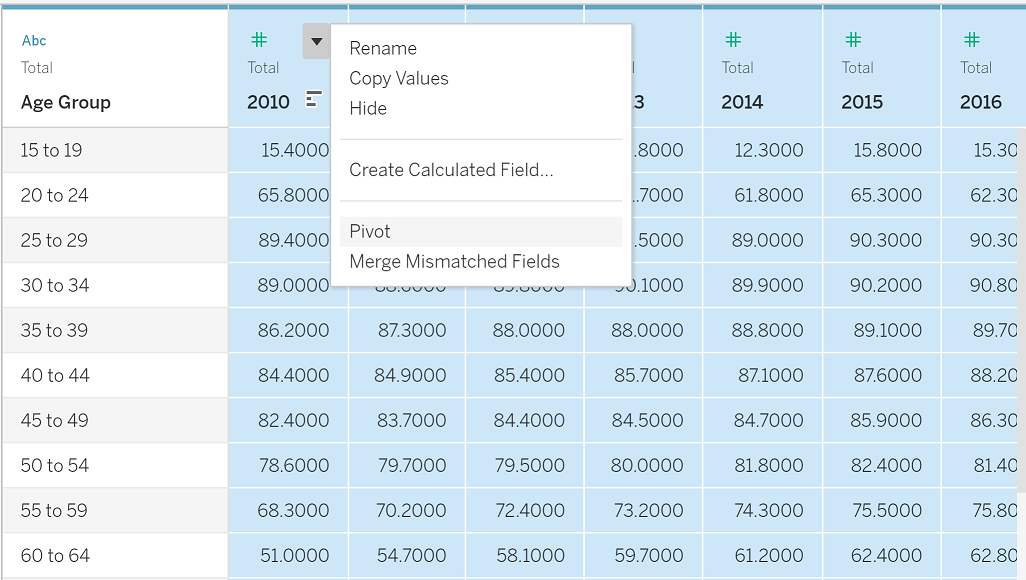 Abc
Total
Age Group
Total
2010
Rename
Copy Values
Hide
Create Calculated Field...
Pivot
Merge Mismatched Fields
Total
2014
Total
2015
Total
2016
15 to 19 15.4000 .8000 12.3000 15.8000 15.30
20 to 24 65.8000 .7000 61.8000 65.3000 62.30
25 to 29 89.4000 .5000 89.0000 90.3000 90.30
30 to 34 89.0000 90.1000 89.9000 90.2000 90.80
35 to 39 86.2000 87.3000 88.0000 88.0000 88.8000 89.1000 89.70
40 to 44 84.4000 84.9000 85.4000 85.7000 87.1000 87.6000 88.20
45 to 49 82.4000 83.7000 84.4000 84.5000 84.7000 85.9000 86.30
50 to 54 78.6000 79.7000 79.5000 80.0000 81.8000 82.4000 81.40
55 to 59 68.3000 70.2000 72.4000 73.2000 74.3000 75.5000 75.80
60 to 64 51.0000 54.7000 58.1000 59.7000 61.2000 62.4000 62.80